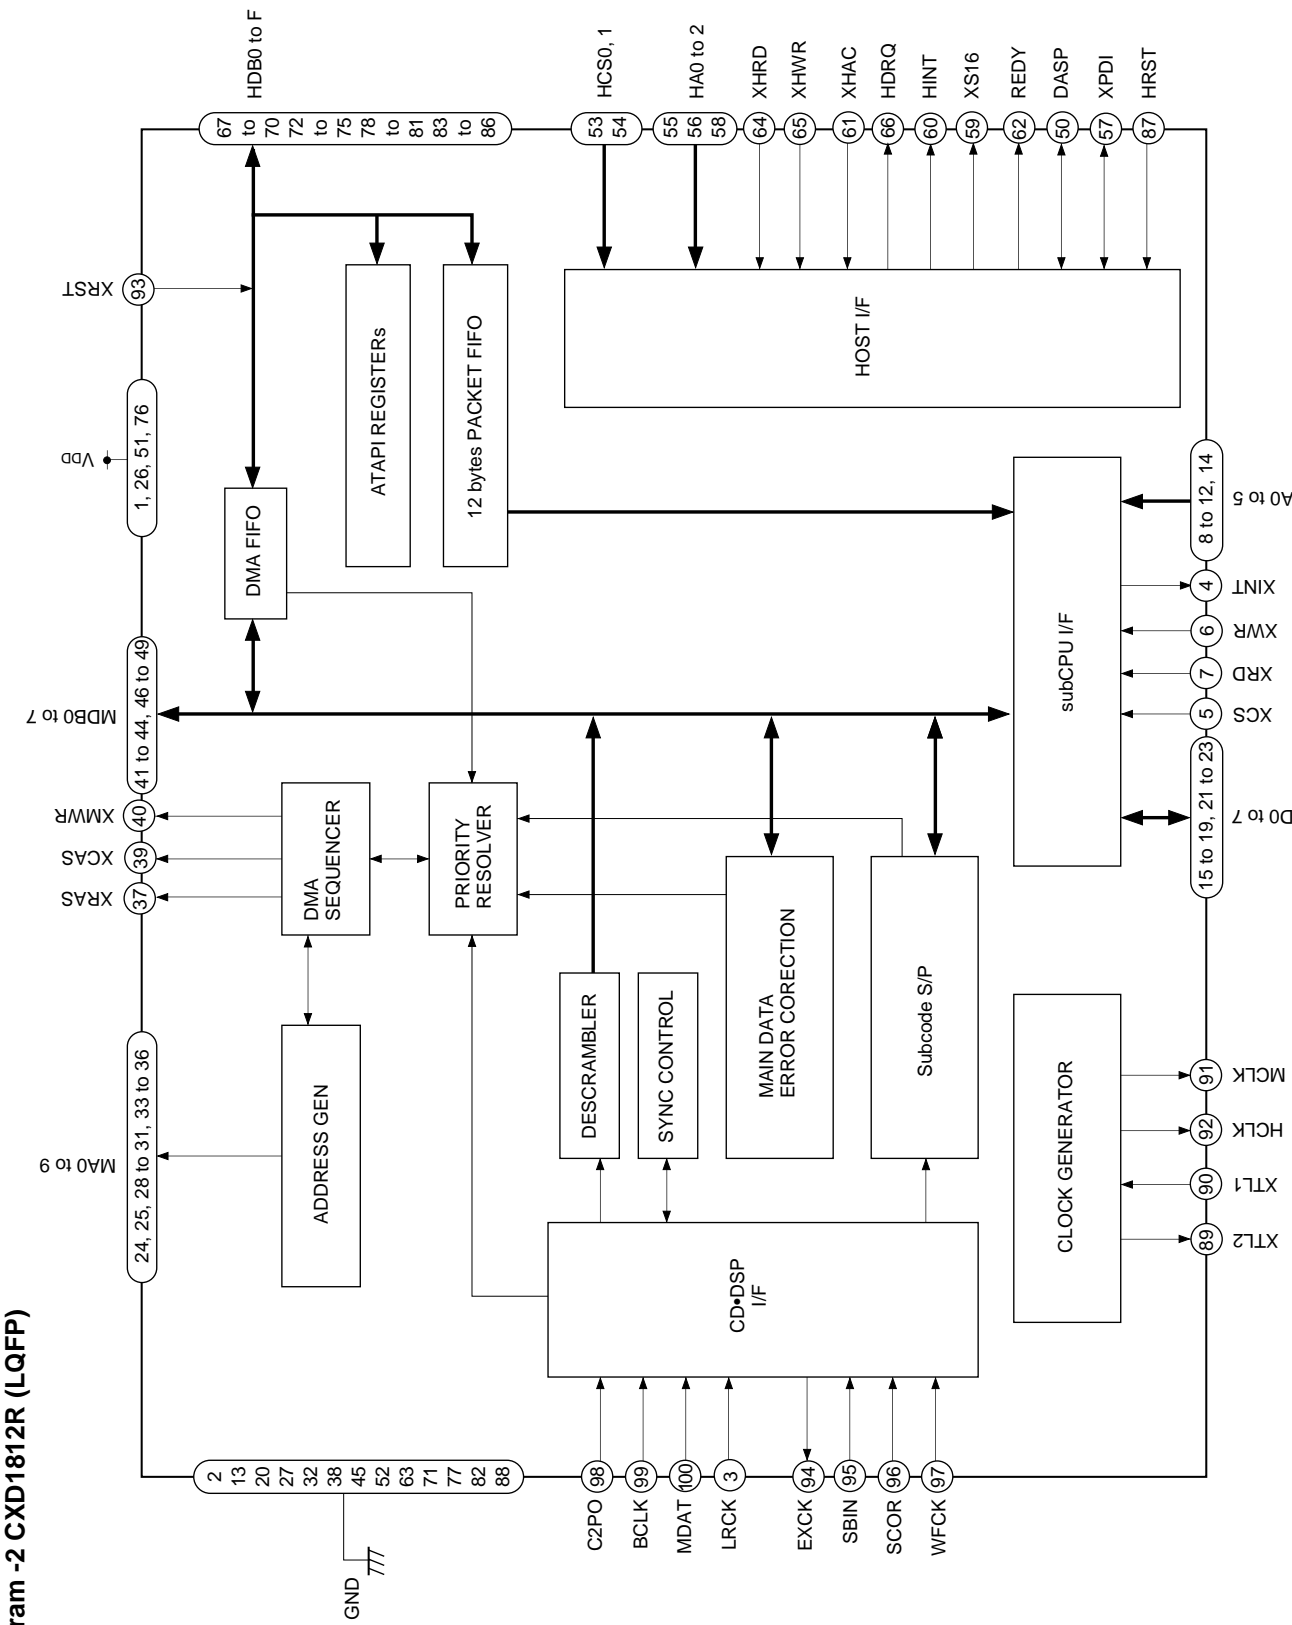 ram -2 CXD1812R (LQFP)
HDB0 to F
HCS0, 1
HA0 to 2
XHRD
XHWR
XHAC
HDRQ
HINT
XS16
REDY
DASP
XPDI
HRST
67
to
70
72
to
75
78
to
81
83
to
86
53
54
55
56
58
64
65
61
66
60
59
62
50
57
87
XRST
93
VDD
1, 26, 51, 76
MDB0 to 7
41 to 44, 46 to 49
XMWR
40
XCAS
39
XRAS
37
MA0 to 9
24, 25, 28 to 31, 33 to 36
DMA FIFO
ATAPI REGISTERs
12 bytes PACKET FIFO
HOST I/F
subCPU I/F
DMA
SEQUENCER
PRIORITY
RESOLVER
ADDRESS GEN
DESCRAMBLER
SYNC CONTROL
MAIN DATA
ERROR CORECTION
Subcode S/P
CD•DSP
I/F
CLOCK GENERATOR
8 to 12, 14
A0 to 5
4
XINT
6
XWR
7
XRD
5
XCS
15 to 19, 21 to 23
D0 to 7
91
MCLK
92
HCLK
90
XTL1
89
XTL2
2
13
20
27
32
38
45
52
63
71
77
82
88
GND
98
C2PO
99
BCLK
100
MDAT
3
LRCK
94
EXCK
95
SBIN
96
SCOR
97
WFCK